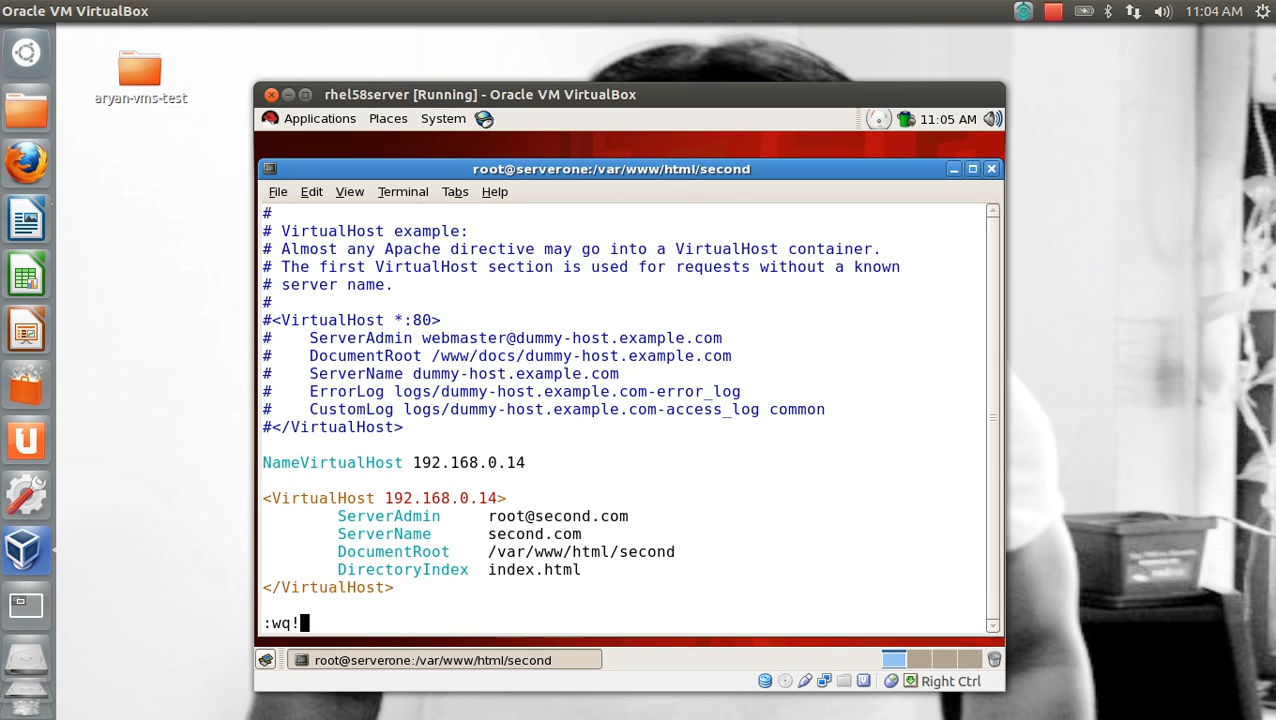 Oracle VM VirtualBox
11:04 AM
aryan-vms-test
rhel58server [Running] - Oracle VM VirtualBox
Applications Places System
11:05 AM
root@serverone:/var/www/html/second
File Edit View Terminal Tabs Help
#
# VirtualHost example:
# Almost any Apache directive may go into a VirtualHost container.
# The first VirtualHost section is used for requests without a known
# server name.
#
#<VirtualHost *:80>
#    ServerAdmin webmaster@dummy-host.example.com
#    DocumentRoot /www/docs/dummy-host.example.com
#    ServerName dummy-host.example.com
#    ErrorLog logs/dummy-host.example.com-error_log
#    CustomLog logs/dummy-host.example.com-access_log common
#</VirtualHost>
NameVirtualHost 192.168.0.14
<VirtualHost 192.168.0.14>
        ServerAdmin     root@second.com
        ServerName      second.com
        DocumentRoot    /var/www/html/second
        DirectoryIndex  index.html
</VirtualHost>
:wq!
root@serverone:/var/www/html/second
Right Ctrl